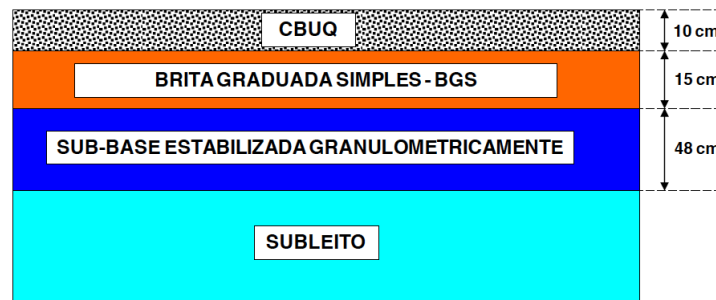 CBUQ
10 cm
BRITA GRADUADA SIMPLES - BGS
15 cm
SUB-BASE ESTABILIZADA GRANULOMETRICAMENTE
48 cm
SUBLEITO